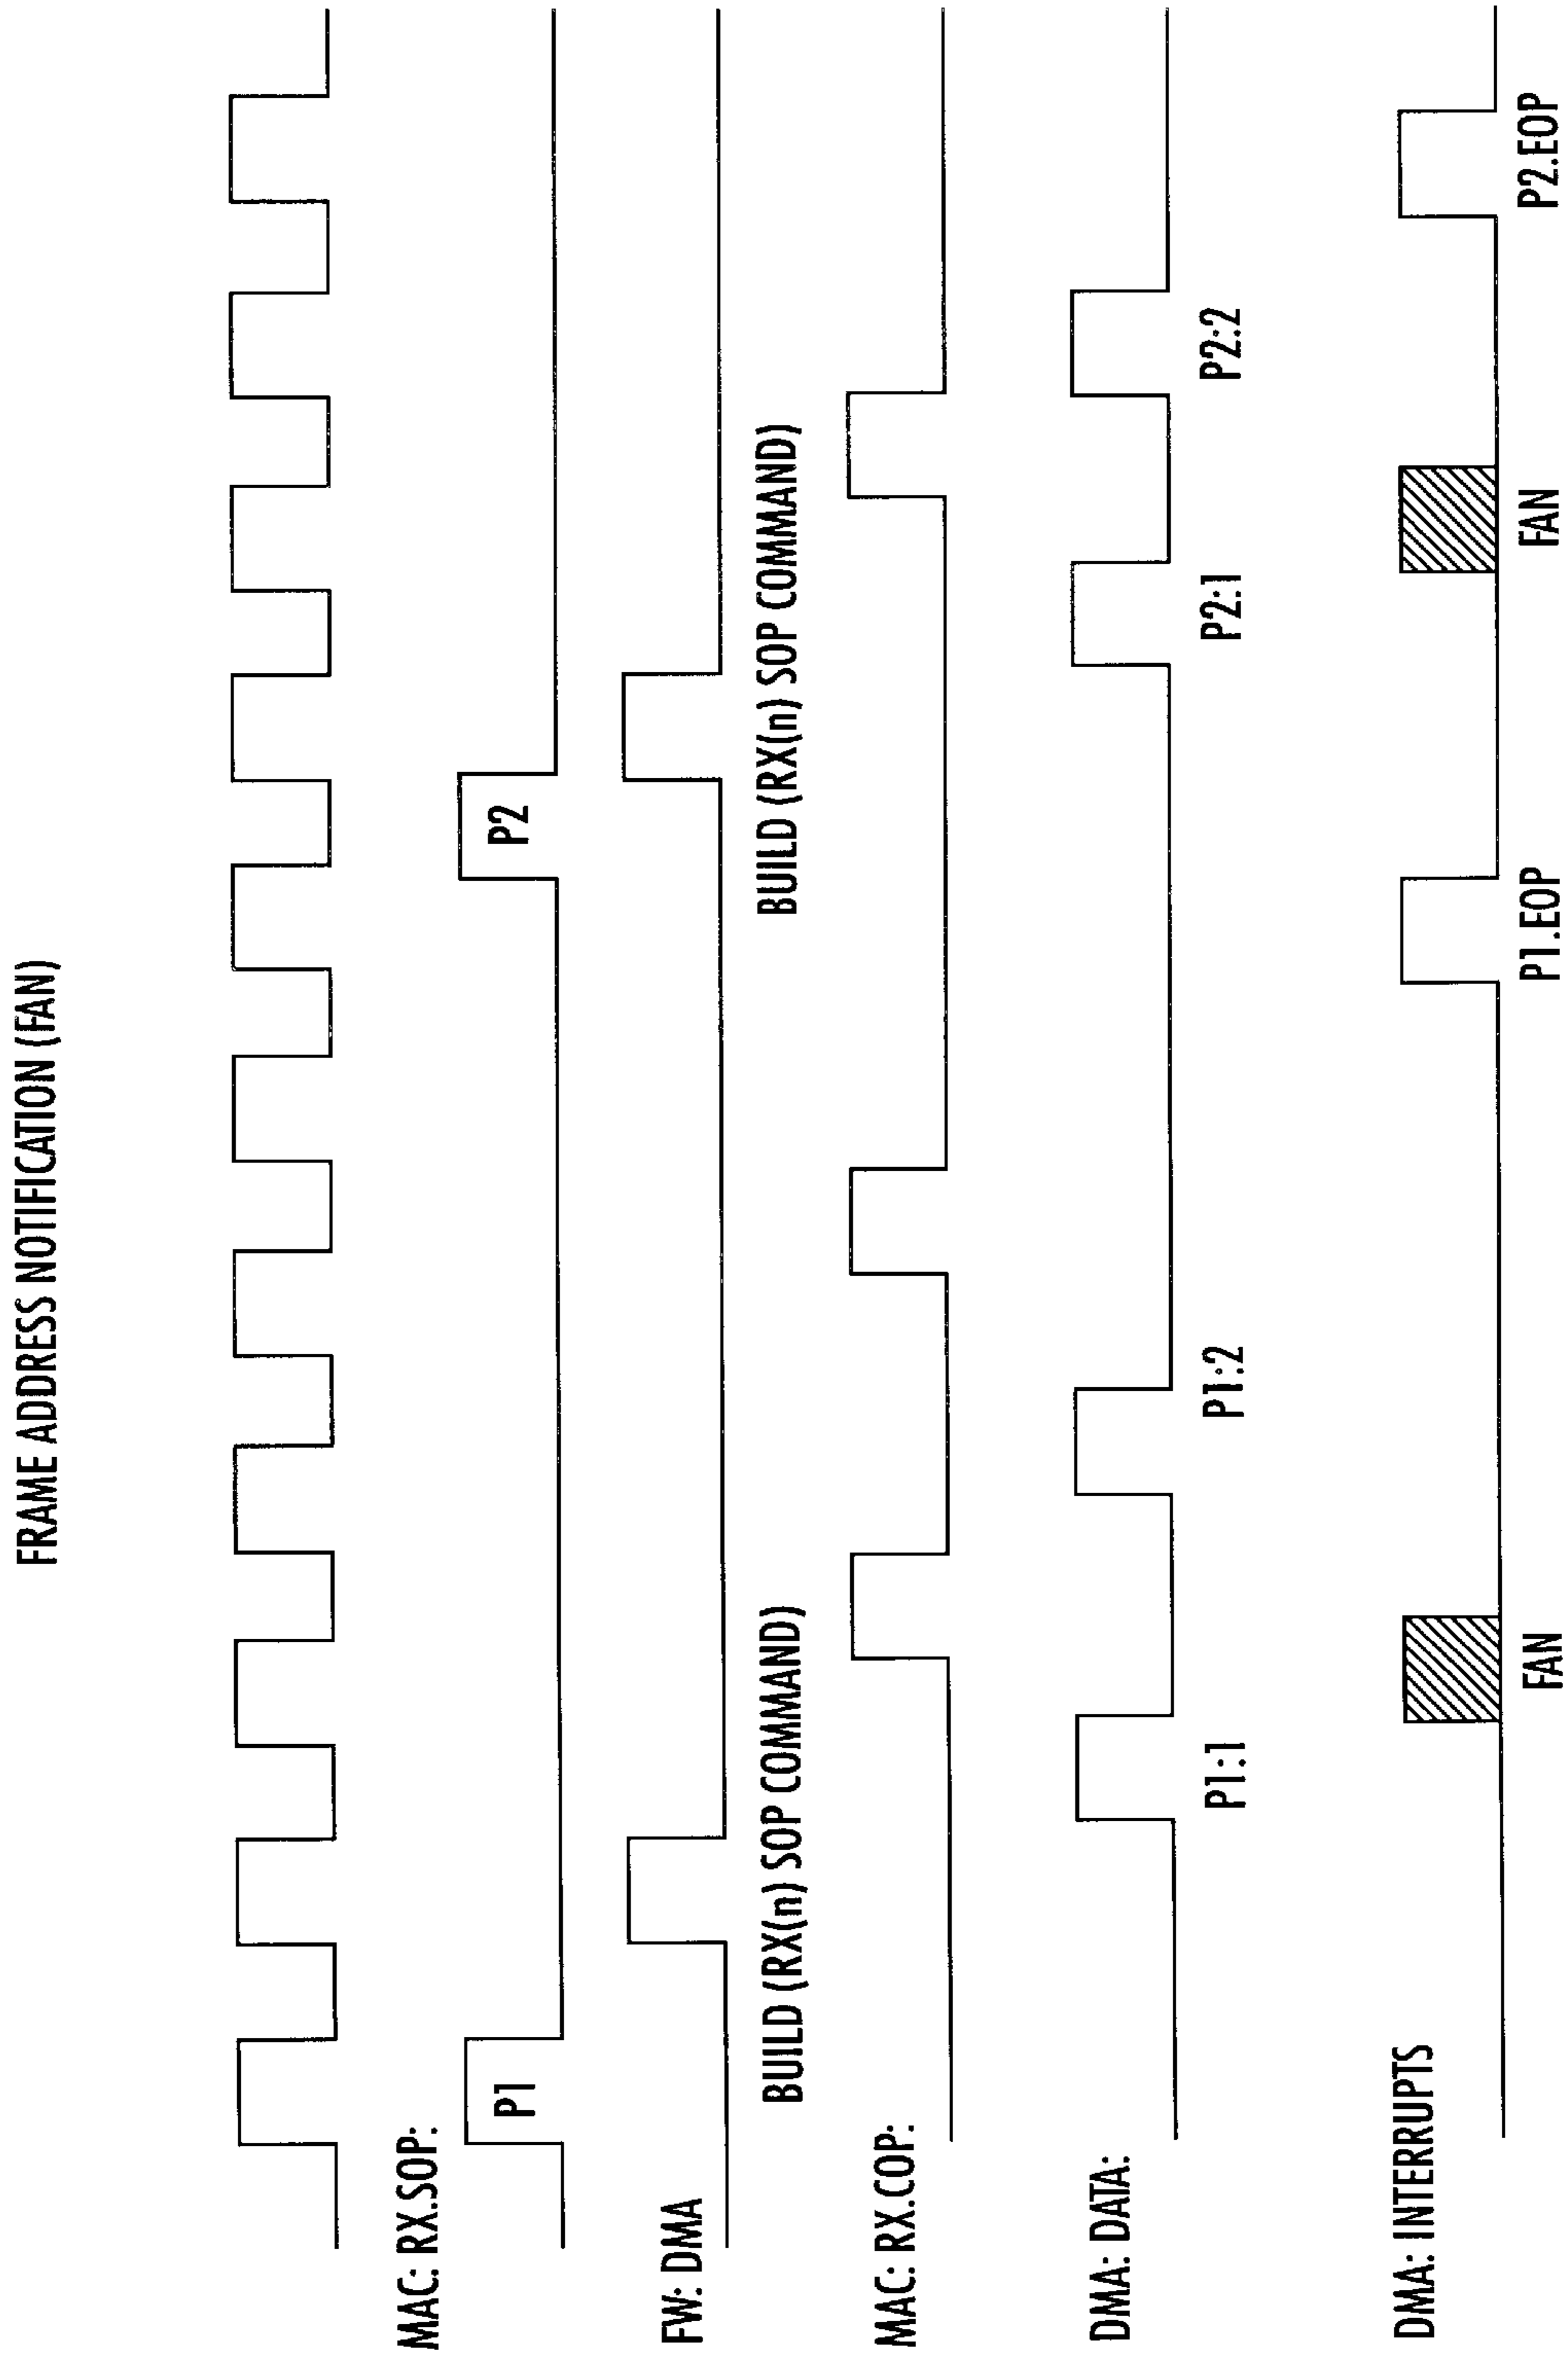 FRAME ADDRESS NOTIFICATION (FAN)
MAC: RX.SOP:
P1
P2
FW: DMA
BUILD (RX(n) SOP COMMAND)
BUILD (RX(n) SOP COMMAND)
MAC: RX.COP:
DMA: DATA:
P1:1
P1:2
P2:1
P2:2
DMA: INTERRUPTS
FAN
P1.EOP
FAN
P2.EOP